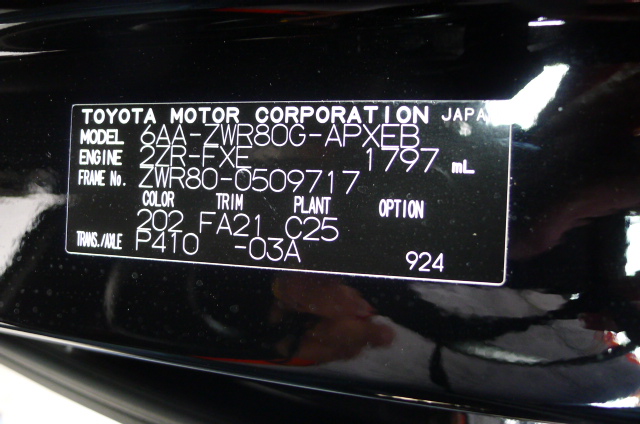 TOYOTA MOTOR CORPORATION JAPAN
MODEL 6AA-ZWR80G-APXEB
ENGINE 2ZR-FXE 1797 mL
FRAME No. ZWR80-0509717
COLOR TRIM PLANT OPTION
202 FA21 C25
TRANS./AXLE P410 -03A
924